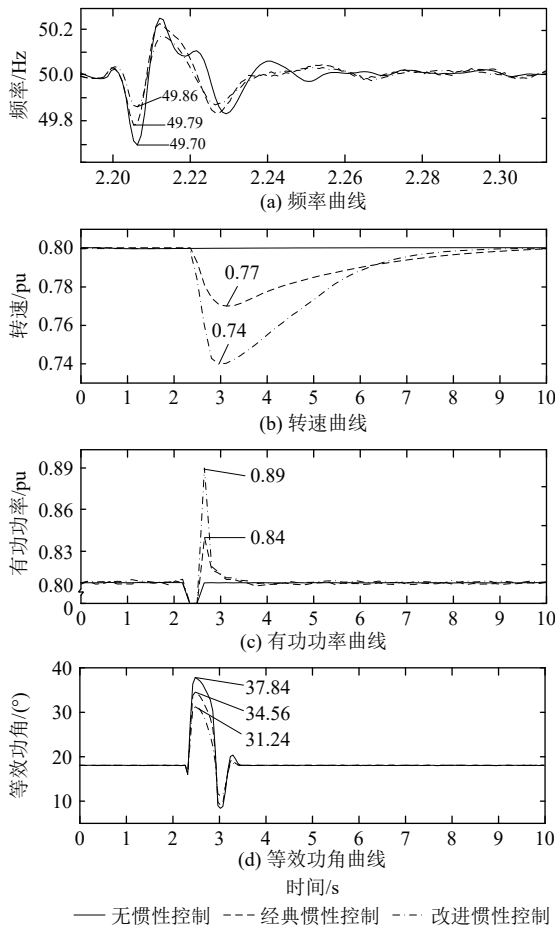 50.2
50.0
49.8
频率/Hz
49.86
49.79
49.70
2.20 2.22 2.24 2.26 2.28 2.30
(a) 频率曲线
0.80
0.78
0.76
0.74
转速/pu
0.77
0.74
0 1 2 3 4 5 6 7 8 9 10
(b) 转速曲线
0.89
0.86
0.83
0.80
0
有功功率/pu
0.89
0.84
0 1 2 3 4 5 6 7 8 9 10
(c) 有功功率曲线
40
30
20
10
等效功角/(°)
37.84
34.56
31.24
0 1 2 3 4 5 6 7 8 9 10
(d) 等效功角曲线
时间/s
无惯性控制 经典惯性控制 改进惯性控制